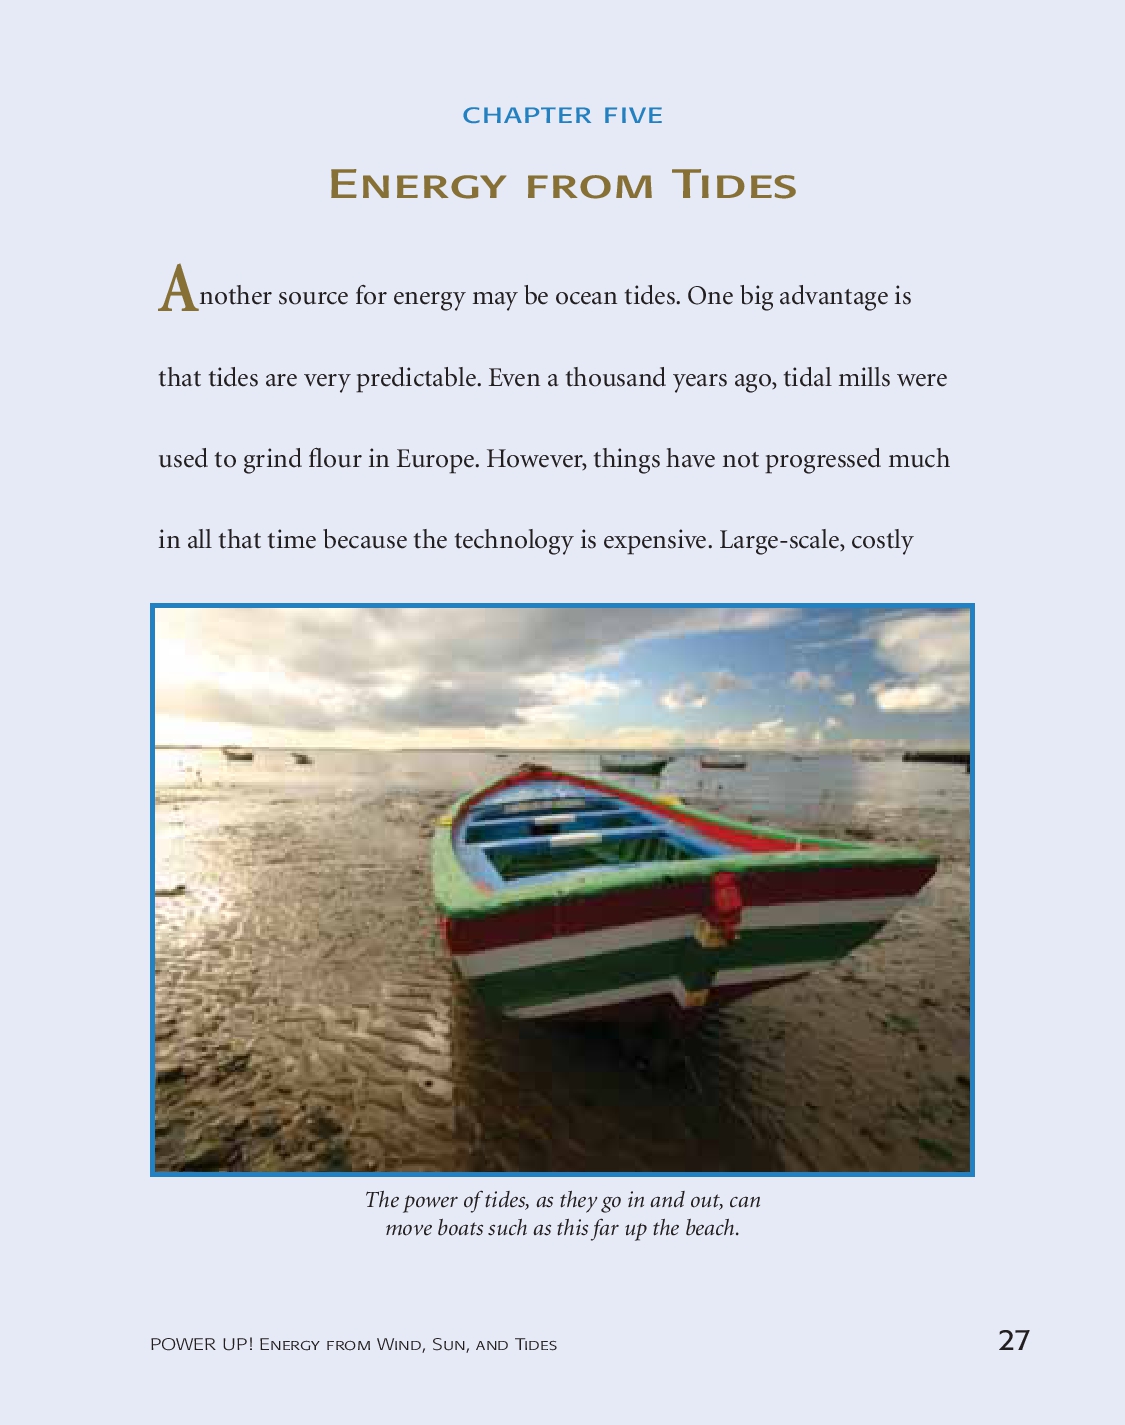 CHAPTER FIVE
ENERGY FROM TIDES
Another source for energy may be ocean tides. One big advantage is
that tides are very predictable. Even a thousand years ago, tidal mills were
used to grind flour in Europe. However, things have not progressed much
in all that time because the technology is expensive. Large-scale, costly
The power of tides, as they go in and out, can
move boats such as this far up the beach.
POWER UP! ENERGY FROM WIND, SUN, AND TIDES
27